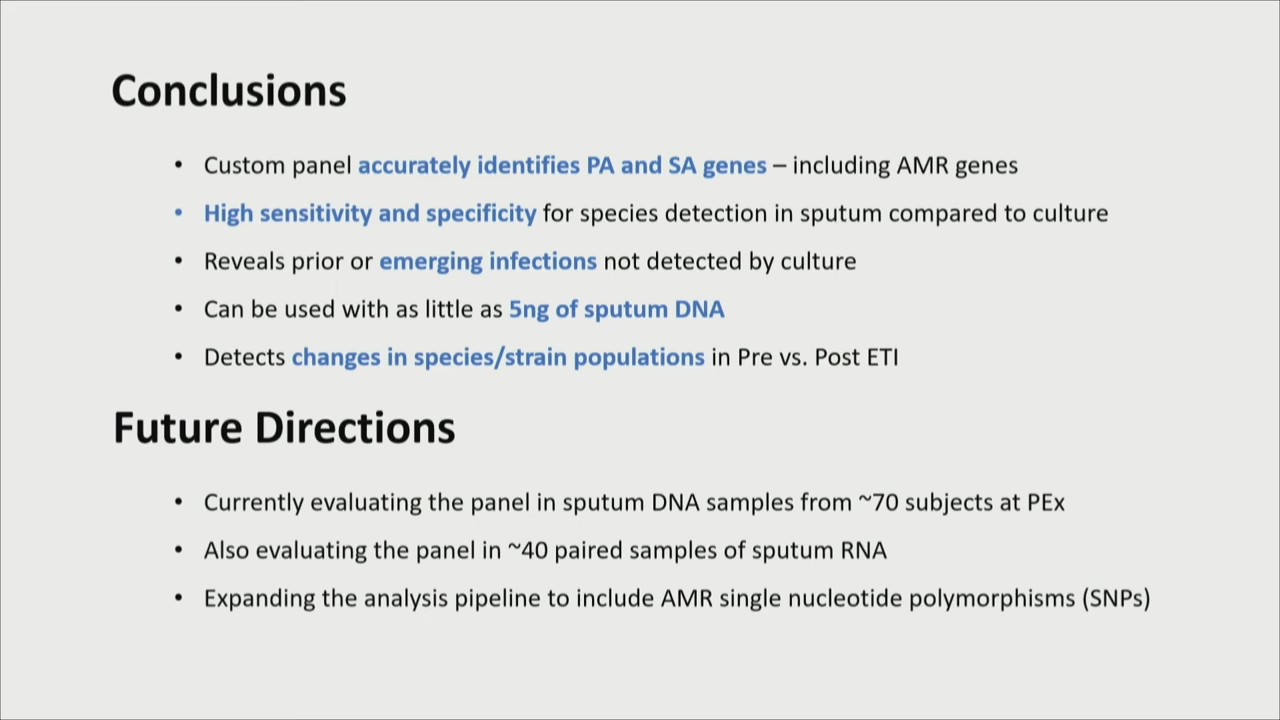 Conclusions
• Custom panel accurately identifies PA and SA genes – including AMR genes
• High sensitivity and specificity for species detection in sputum compared to culture
• Reveals prior or emerging infections not detected by culture
• Can be used with as little as 5ng of sputum DNA
• Detects changes in species/strain populations in Pre vs. Post ETI
Future Directions
• Currently evaluating the panel in sputum DNA samples from ~70 subjects at PEx
• Also evaluating the panel in ~40 paired samples of sputum RNA
• Expanding the analysis pipeline to include AMR single nucleotide polymorphisms (SNPs)